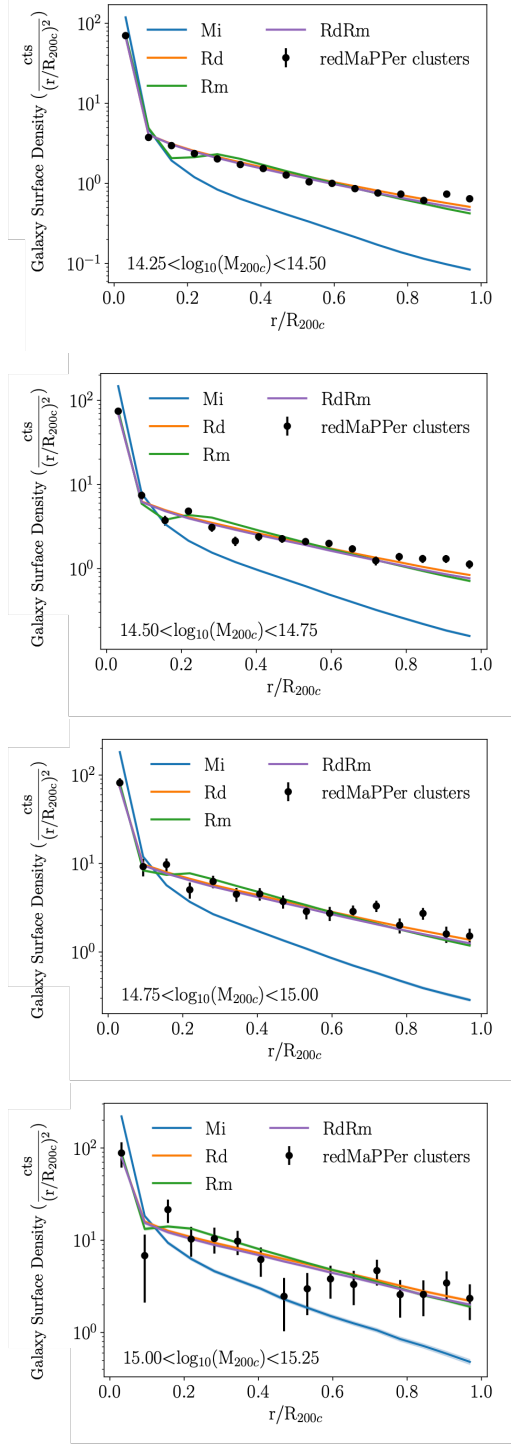 Galaxy Surface Density ( cts / (r/R200c)^2 )
10^2
10^1
10^0
10^−1
Mi
Rd
Rm
RdRm
redMaPPer clusters
14.25<log10(M200c)<14.50
0.0 0.2 0.4 0.6 0.8 1.0
r/R200c
Galaxy Surface Density ( cts / (r/R200c)^2 )
10^2
10^1
10^0
Mi
Rd
Rm
RdRm
redMaPPer clusters
14.50<log10(M200c)<14.75
0.0 0.2 0.4 0.6 0.8 1.0
r/R200c
Galaxy Surface Density ( cts / (r/R200c)^2 )
10^2
10^1
10^0
Mi
Rd
Rm
RdRm
redMaPPer clusters
14.75<log10(M200c)<15.00
0.0 0.2 0.4 0.6 0.8 1.0
r/R200c
Galaxy Surface Density ( cts / (r/R200c)^2 )
10^2
10^1
10^0
Mi
Rd
Rm
RdRm
redMaPPer clusters
15.00<log10(M200c)<15.25
0.0 0.2 0.4 0.6 0.8 1.0
r/R200c